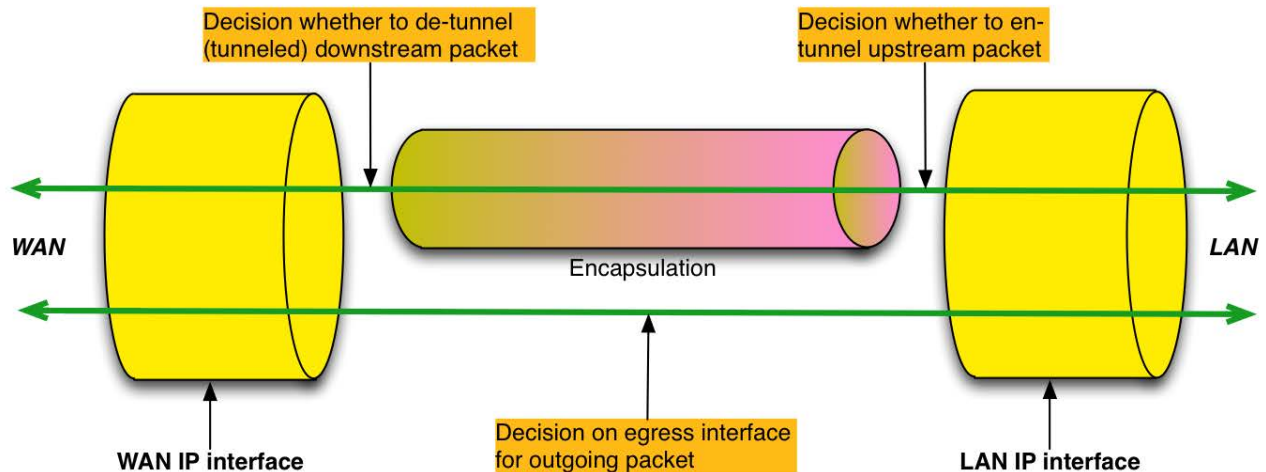 Decision whether to de-tunnel
(tunneled) downstream packet
Decision whether to en-
tunnel upstream packet
WAN
LAN
Encapsulation
Decision on egress interface
for outgoing packet
WAN IP interface
LAN IP interface